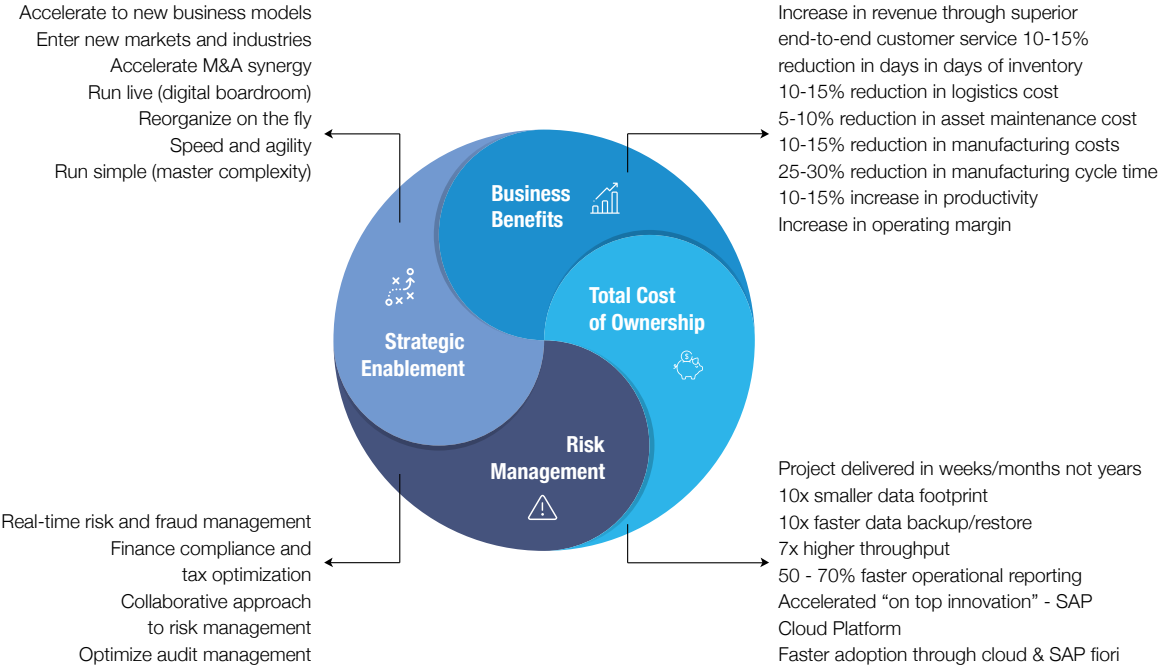 Accelerate to new business models
Enter new markets and industries
Accelerate M&A synergy
Run live (digital boardroom)
Reorganize on the fly
Speed and agility
Run simple (master complexity)
Increase in revenue through superior
end-to-end customer service 10-15%
reduction in days in days of inventory
10-15% reduction in logistics cost
5-10% reduction in asset maintenance cost
10-15% reduction in manufacturing costs
25-30% reduction in manufacturing cycle time
10-15% increase in productivity
Increase in operating margin
Business
Benefits
Total Cost
of Ownership
Strategic
Enablement
Risk
Management
Real-time risk and fraud management
Finance compliance and
tax optimization
Collaborative approach
to risk management
Optimize audit management
Project delivered in weeks/months not years
10x smaller data footprint
10x faster data backup/restore
7x higher throughput
50 - 70% faster operational reporting
Accelerated “on top innovation” - SAP
Cloud Platform
Faster adoption through cloud & SAP fiori